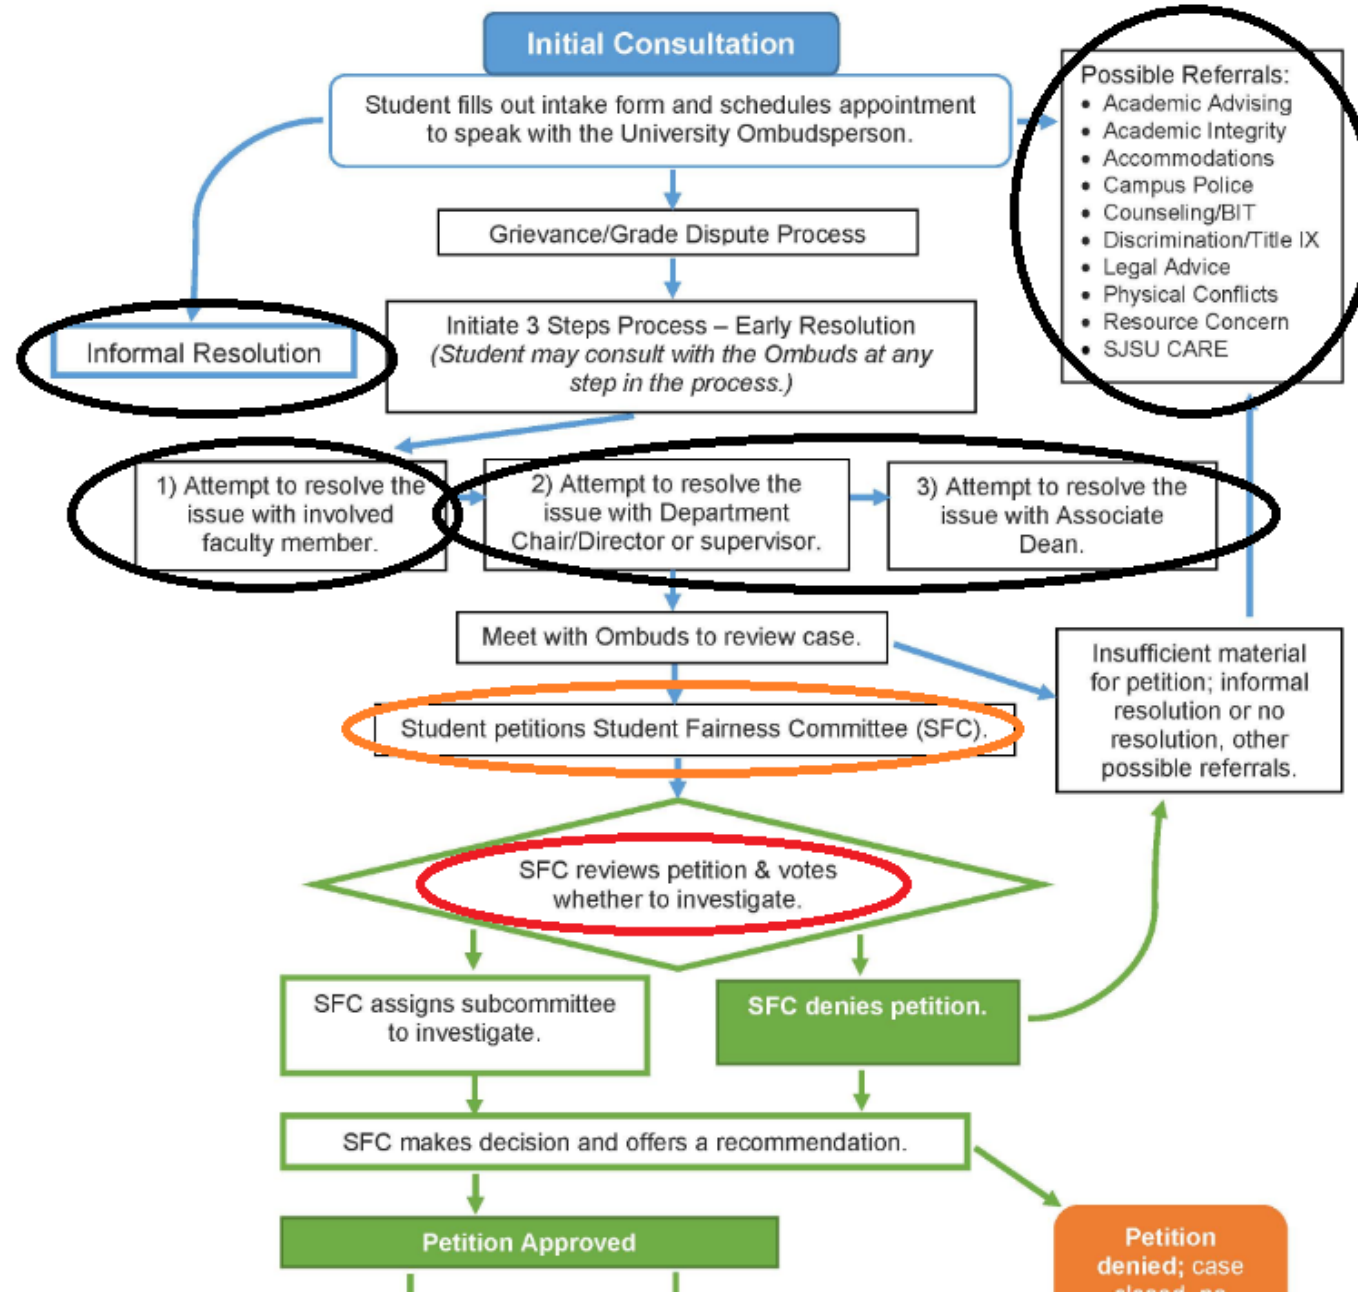 Initial Consultation
Student fills out intake form and schedules appointment
to speak with the University Ombudsperson.
Possible Referrals:
• Academic Advising
• Academic Integrity
• Accommodations
• Campus Police
• Counseling/BIT
• Discrimination/Title IX
• Legal Advice
• Physical Conflicts
• Resource Concern
• SJSU CARE
Grievance/Grade Dispute Process
Informal Resolution
Initiate 3 Steps Process – Early Resolution
(Student may consult with the Ombuds at any
step in the process.)
1) Attempt to resolve the
issue with involved
faculty member.
2) Attempt to resolve the
issue with Department
Chair/Director or supervisor.
3) Attempt to resolve the
issue with Associate
Dean.
Meet with Ombuds to review case.
Insufficient material
for petition; informal
resolution or no
resolution, other
possible referrals.
Student petitions Student Fairness Committee (SFC).
SFC reviews petition & votes
whether to investigate.
SFC assigns subcommittee
to investigate.
SFC denies petition.
SFC makes decision and offers a recommendation.
Petition Approved
Petition
denied; case